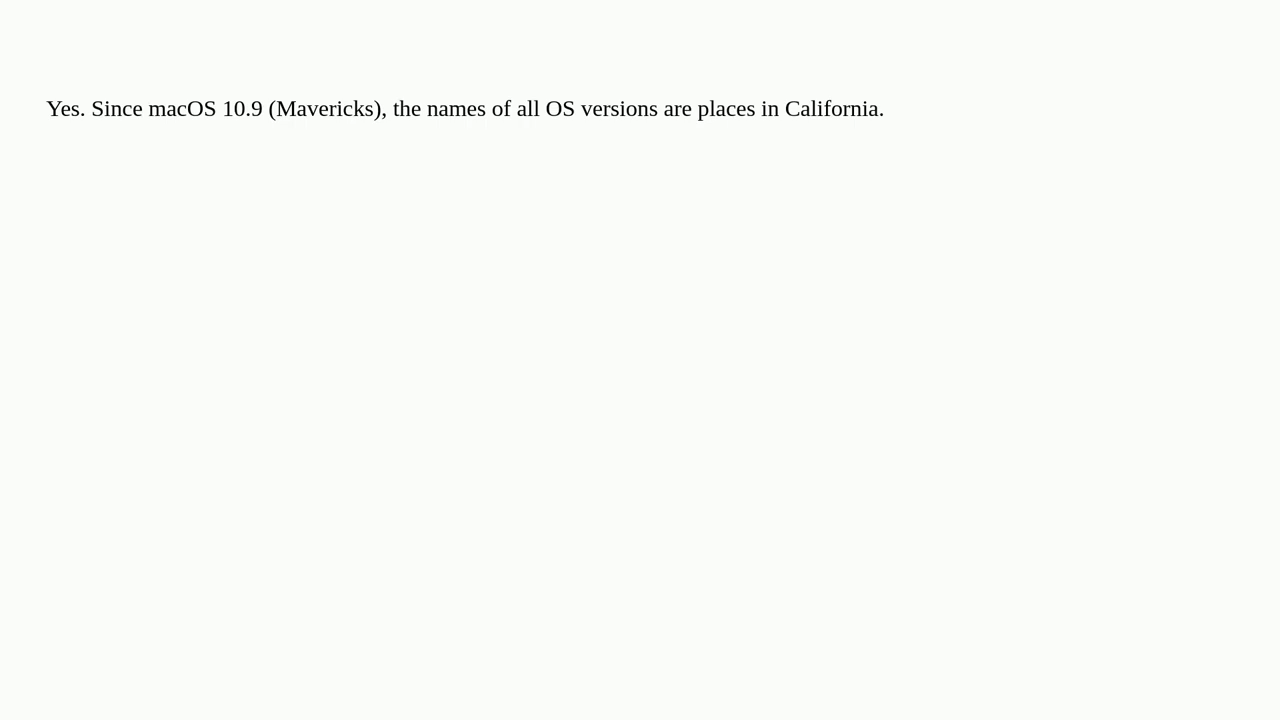 Yes. Since macOS 10.9 (Mavericks), the names of all OS versions are places in California.